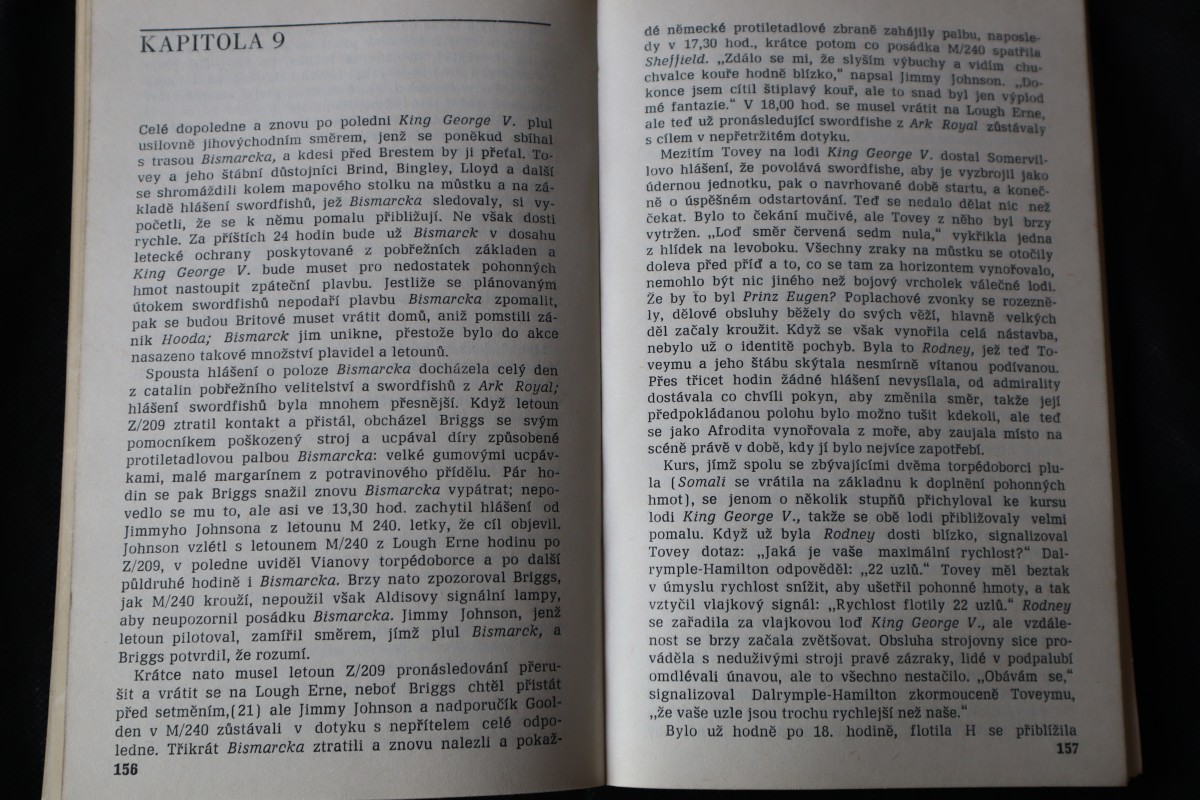 KAPITOLA 9
Celé dopoledne a znovu po poledni King George V. plul
usilovně jihovýchodním směrem, jenž se poněkud sbíhal
s trasou Bismarcka, a kdesi před Brestem by ji přeťal. To-
vey a jeho štábní důstojníci Brind, Bingley, Lloyd a další
se shromáždili kolem mapového stolku na můstku a na zá-
kladě hlášení swordfishů, jež Bismarcka sledovaly, si vy-
početli, že se k němu pomalu přibližují. Ne však dosti
rychle. Za příštích 24 hodin bude už Bismarck v dosahu
letecké ochrany poskytované z pobřežních základen a
King George V. bude muset pro nedostatek pohonných
hmot nastoupit zpáteční plavbu. Jestliže se plánovaným
útokem swordfishů nepodaří plavbu Bismarcka zpomalit,
pak se budou Britové muset vrátit domů, aniž pomstili zá-
nik Hooda; Bismarck jim unikne, přestože bylo do akce
nasazeno takové množství plavidel a letounů.
Spousta hlášení o poloze Bismarcka docházela celý den
z catalin pobřežního velitelství a swordfishů z Ark Royal;
hlášení swordfishů byla mnohem přesnější. Když letoun
Z/209 ztratil kontakt a přistál, obcházel Briggs se svým
pomocníkem poškozený stroj a ucpával díry způsobené
protiletadlovou palbou Bismarcka: velké gumovými ucpáv-
kami, malé margarínem z potravinového přídělu. Pár ho-
din se pak Briggs snažil znovu Bismarcka vypátrat; nepo-
vedlo se mu to, ale asi ve 13,30 hod. zachytil hlášení od
Jimmyho Johnsona z letounu M 240. letky, že cíl objevil.
Johnson vzlétl s letounem M/240 z Lough Erne hodinu po
Z/209, v poledne uviděl Vianovy torpédoborce a po další
půldruhé hodině i Bismarcka. Brzy nato zpozoroval Briggs,
jak M/240 krouží, nepoužil však Aldisovy signální lampy,
aby neupozornil posádku Bismarcka. Jimmy Johnson, jenž
letoun pilotoval, zamířil směrem, jímž plul Bismarck, a
Briggs potvrdil, že rozumí.
Krátce nato musel letoun Z/209 pronásledování přeru-
šit a vrátit se na Lough Erne, neboť Briggs chtěl přistát
před setměním,(21) ale Jimmy Johnson a nadporučík Gool-
den v M/240 zůstávali v dotyku s nepřítelem celé odpo-
ledne. Třikrát Bismarcka ztratili a znovu nalezli a pokaž-
156
dé německé protiletadlové zbraně zahájily palbu, naposle-
dy v 17,30 hod., krátce potom co posádka M/240 spatřila
Sheffield. „Zdálo se mi, že slyším výbuchy a vidím chu-
chvalce kouře hodně blízko,“ napsal Jimmy Johnson. „Do-
konce jsem cítil štiplavý kouř, ale to snad byl jen výplod
mé fantazie.“ V 18,00 hod. se musel vrátit na Lough Erne,
ale teď už pronásledující swordfishe z Ark Royal zůstávaly
s cílem v nepřetržitém dotyku.
Mezitím Tovey na lodi King George V. dostal Somervil-
lovo hlášení, že povolává swordfishe, aby je vyzbrojil jako
údernou jednotku, pak o navrhované době startu, a koneč-
ně o úspěšném odstartování. Teď se nedalo dělat nic než
čekat. Bylo to čekání mučivé, ale Tovey z něho byl brzy
vytržen. „Loď směr červená sedm nula,“ vykřikla jedna
z hlídek na levoboku. Všechny zraky na můstku se otočily
doleva před příď a to, co se tam za horizontem vynořovalo,
nemohlo být nic jiného než bojový vrcholek válečné lodi.
Že by to byl Prinz Eugen? Poplachové zvonky se rozezně-
ly, dělové obsluhy běžely do svých věží, hlavně velkých
děl začaly kroužit. Když se však vynořila celá nástavba,
nebylo už o identitě pochyb. Byla to Rodney, jež teď To-
veymu a jeho štábu skýtala nesmírně vítanou podívanou.
Přes třicet hodin žádné hlášení nevysílala, od admirality
dostávala co chvíli pokyn, aby změnila směr, takže její
předpokládanou polohu bylo možno tušit kdekoli, ale teď
se jako Afrodita vynořovala z moře, aby zaujala místo na
scéně právě v době, kdy jí bylo nejvíce zapotřebí.
Kurs, jímž spolu se zbývajícími dvěma torpédoborci plu-
la (Somali se vrátila na základnu k doplnění pohonných
hmot), se jenom o několik stupňů přichyloval ke kursu
lodi King George V., takže se obě lodi přibližovaly velmi
pomalu. Když už byla Rodney dosti blízko, signalizoval
Tovey dotaz: „Jaká je vaše maximální rychlost?“ Dal-
rymple-Hamilton odpověděl: „22 uzlů.“ Tovey měl beztak
v úmyslu rychlost snížit, aby ušetřil pohonné hmoty, a tak
vztyčil vlajkový signál: „Rychlost flotily 22 uzlů.“ Rodney
se zařadila za vlajkovou loď King George V., ale vzdále-
nost se brzy začala zvětšovat. Obsluha strojovny sice pro-
váděla s neduživými stroji pravé zázraky, lidé v podpalubí
omdlévali únavou, ale to všechno nestačilo. „Obávám se,“
signalizoval Dalrymple-Hamilton zkormouceně Toveymu,
„že vaše uzle jsou trochu rychlejší než naše.“
Bylo už hodně po 18. hodině, flotila H se přiblížila
157